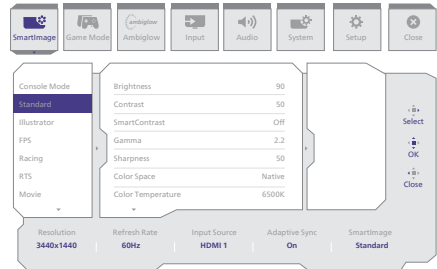 SmartImage
Game Mode
ambiglow
Ambiglow
Input
Audio
System
Setup
Close
Console Mode
Standard
Illustrator
FPS
Racing
RTS
Movie
Brightness 90
Contrast 50
SmartContrast Off
Gamma 2.2
Sharpness 50
Color Space Native
Color Temperature 6500K
Select
OK
Close
Resolution Refresh Rate Input Source Adaptive Sync SmartImage
3440x1440 60Hz HDMI 1 On Standard